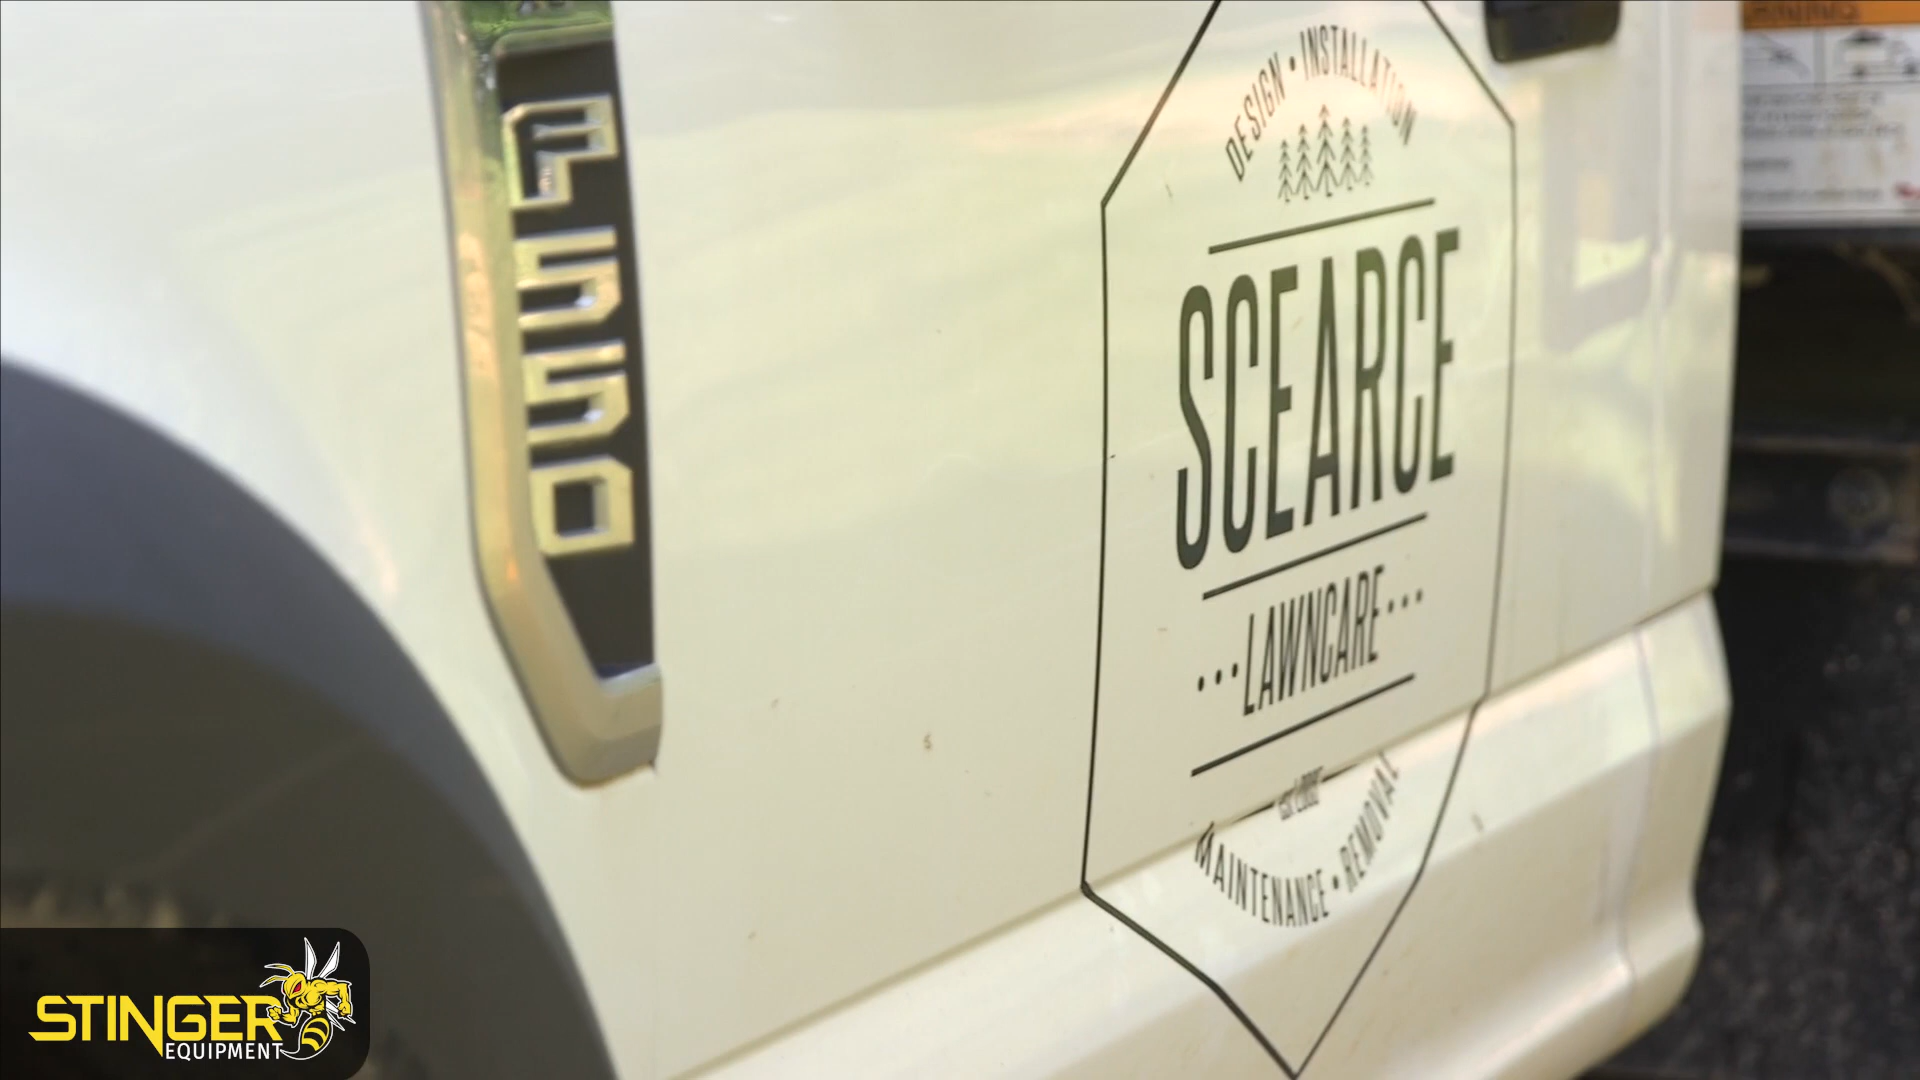 F550
DESIGN • INSTALLATION
SCEARCE
LAWNCARE
MAINTENANCE • REMOVAL
STINGER
EQUIPMENT